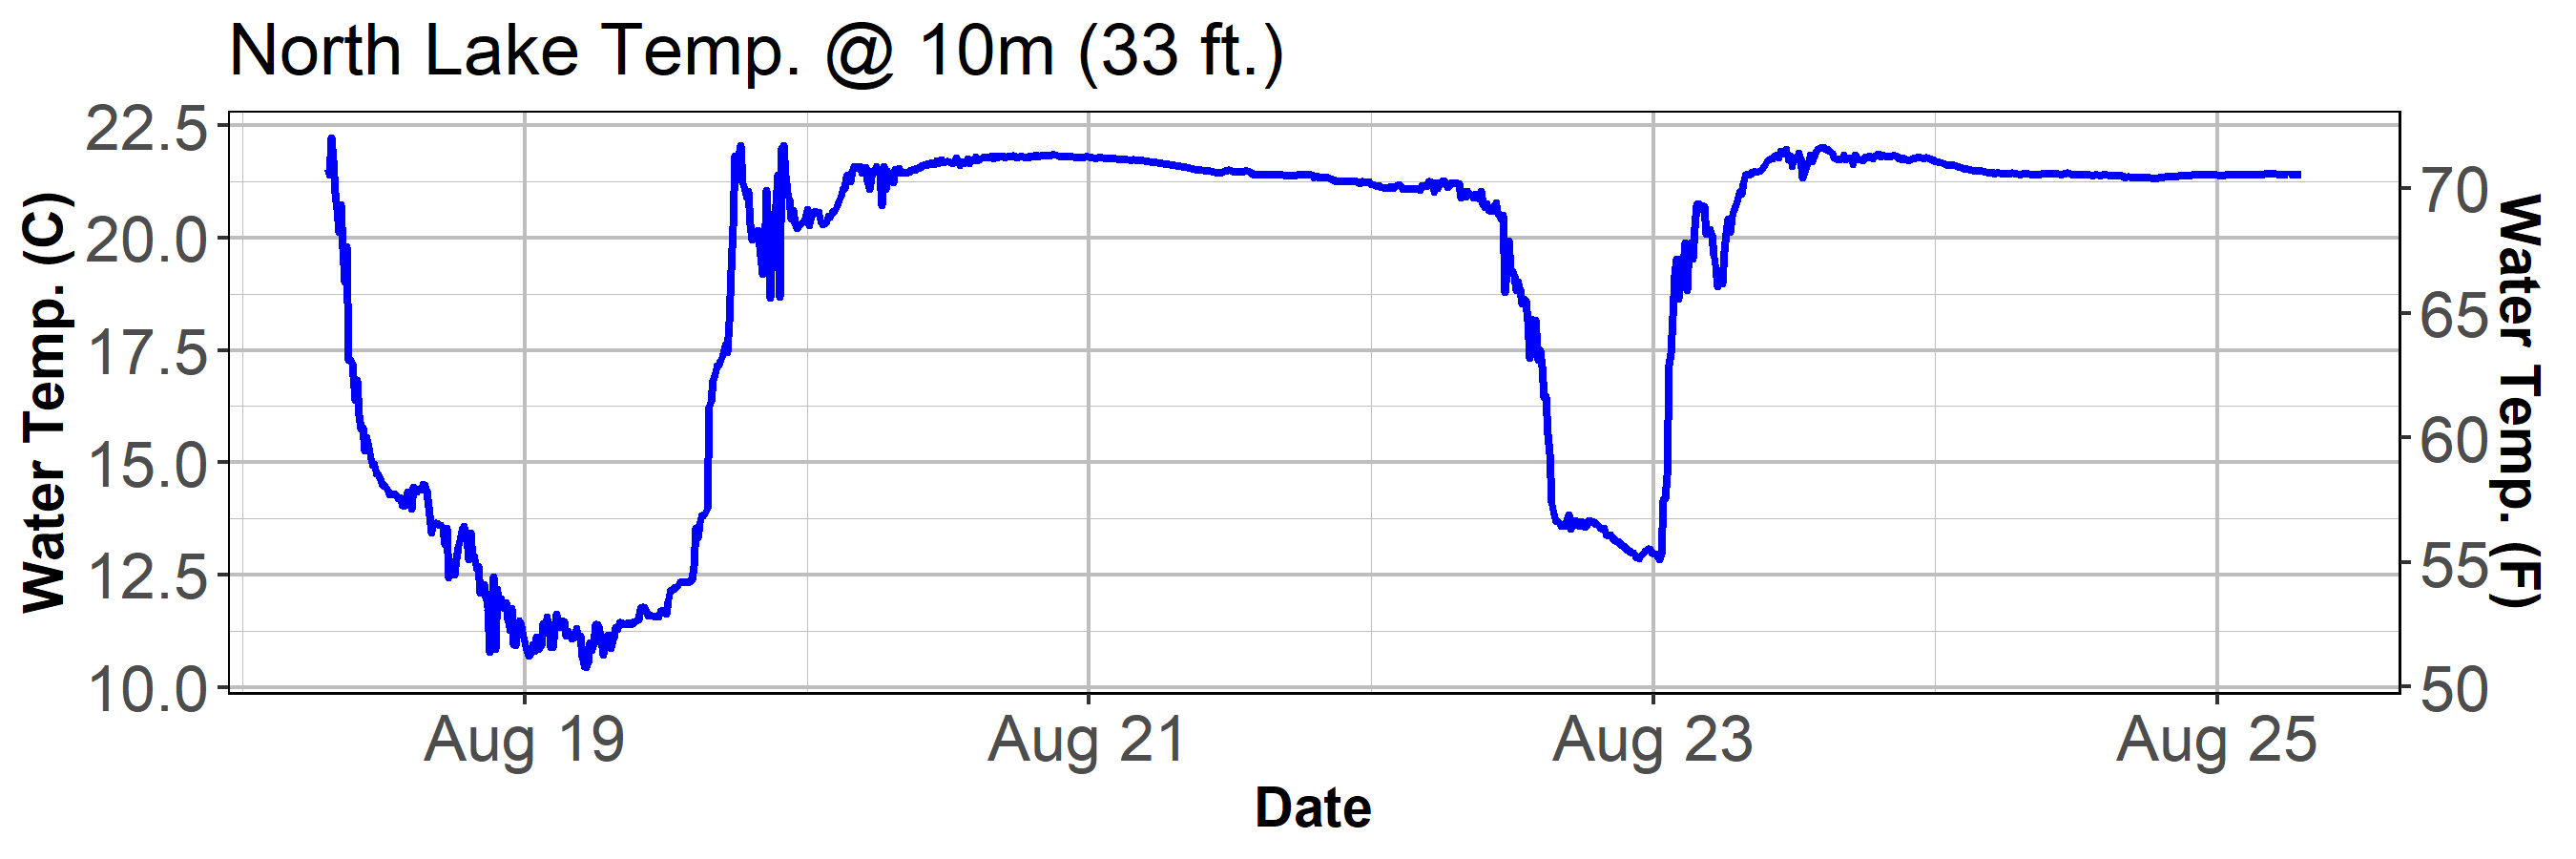 North Lake Temp. @ 10m (33 ft.)
Water Temp. (C)
22.5
20.0
17.5
15.0
12.5
10.0
70
65
60
55
50
Water Temp. (F)
Aug 19 Aug 21 Aug 23 Aug 25
Date